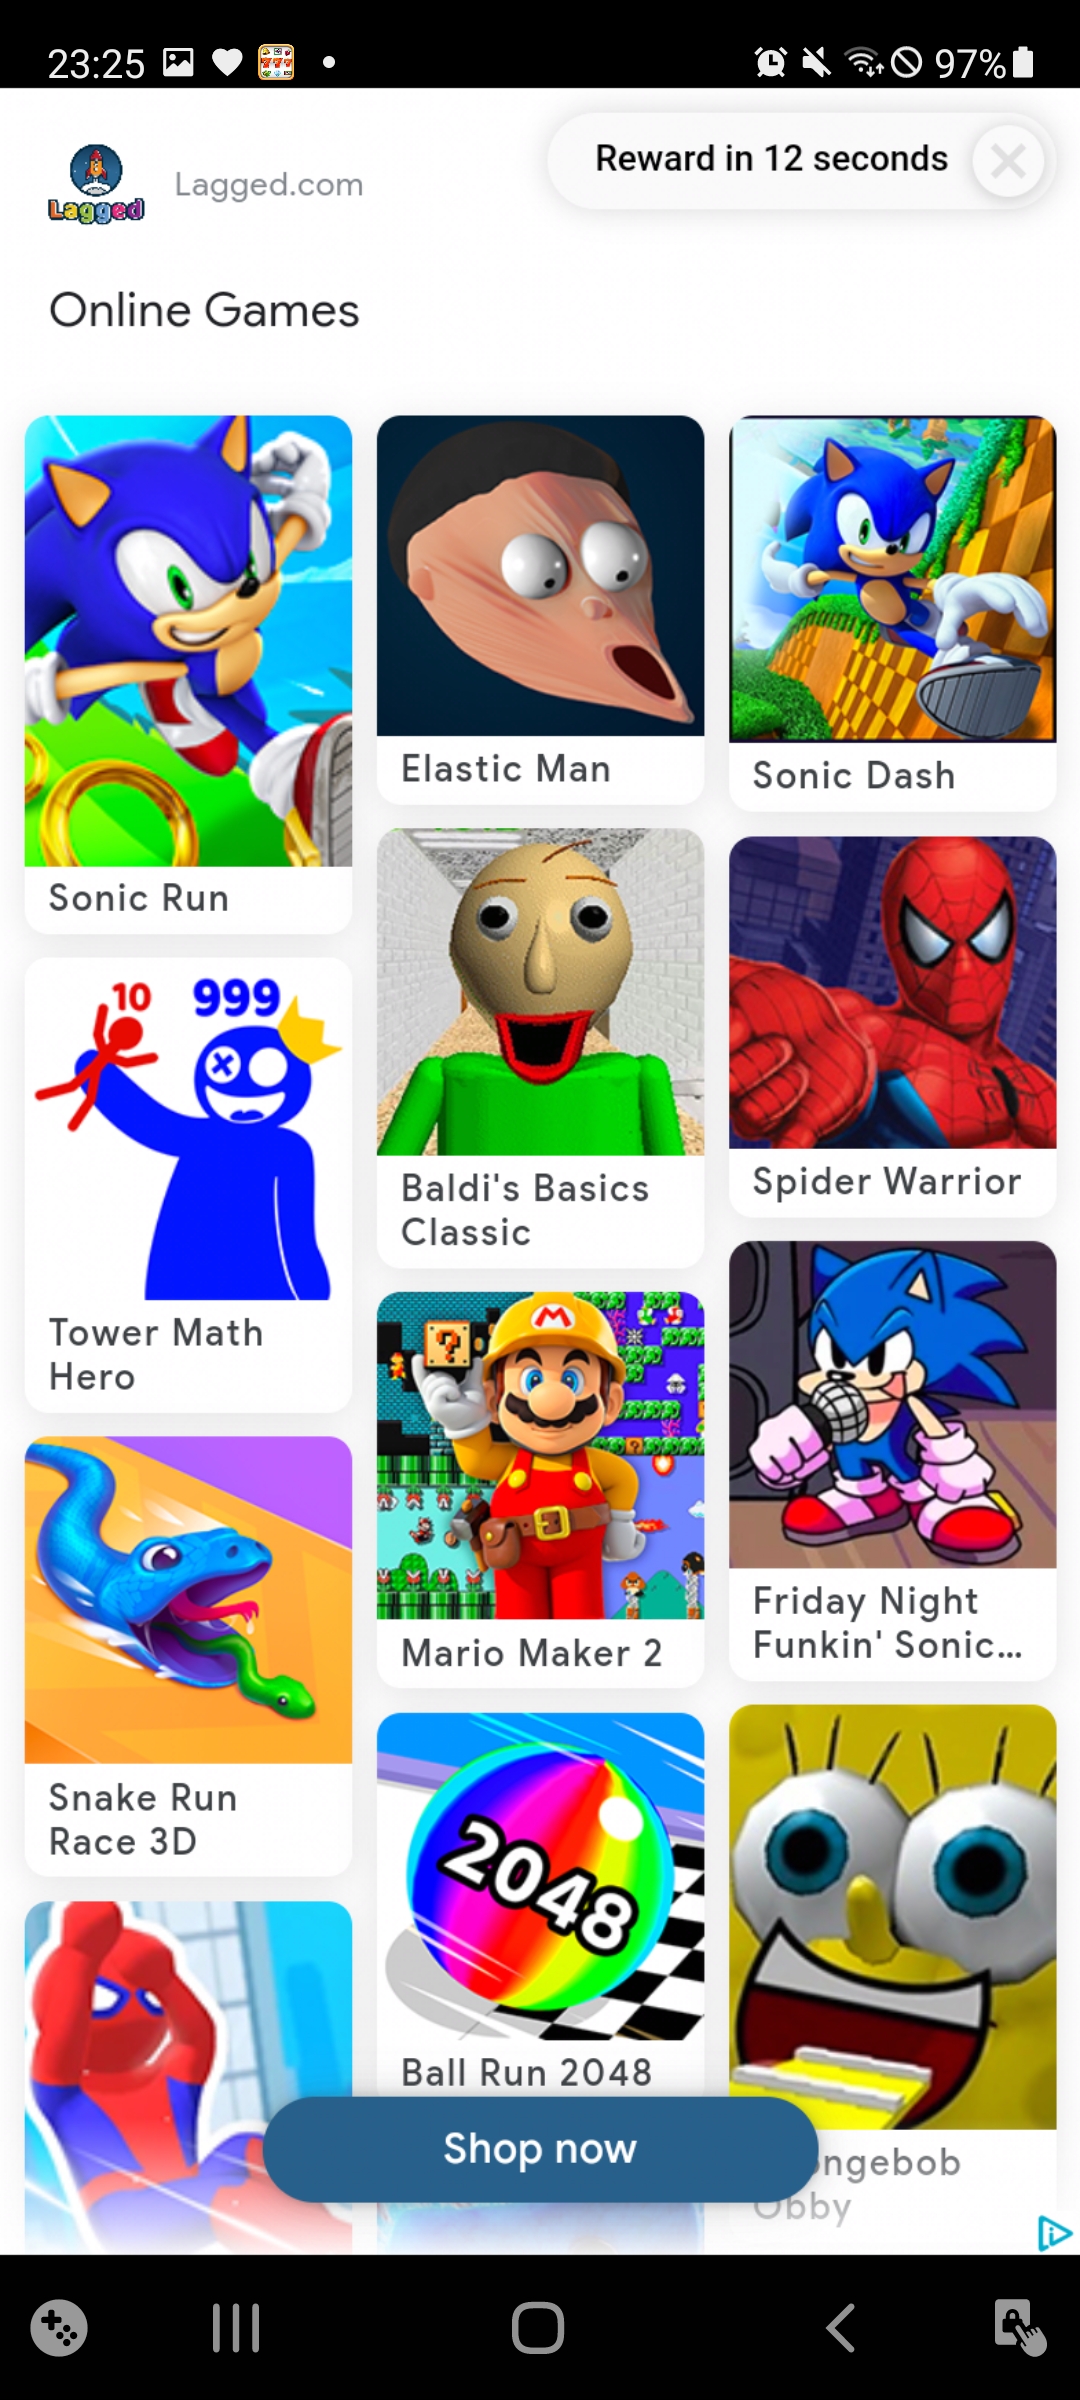 23:25
97%
Lagged
Lagged.com
Reward in 12 seconds
Online Games
Sonic Run
Elastic Man
Sonic Dash
10
999
Tower Math
Hero
Baldi's Basics
Classic
Spider Warrior
M
?
Mario Maker 2
Friday Night
Funkin' Sonic...
Snake Run
Race 3D
2048
Ball Run 2048
ongebob
Obby
Shop now